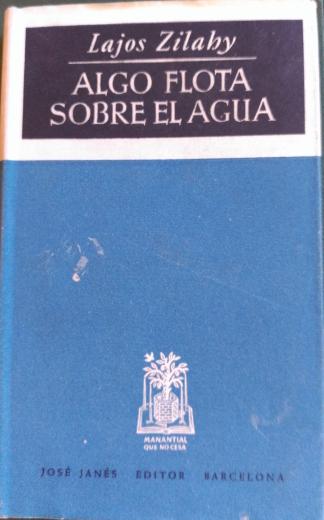 Lajos Zilahy
ALGO FLOTA
SOBRE EL AGUA
MANANTIAL
QUE NO CESA
JOSÉ JANÉS · EDITOR · BARCELONA